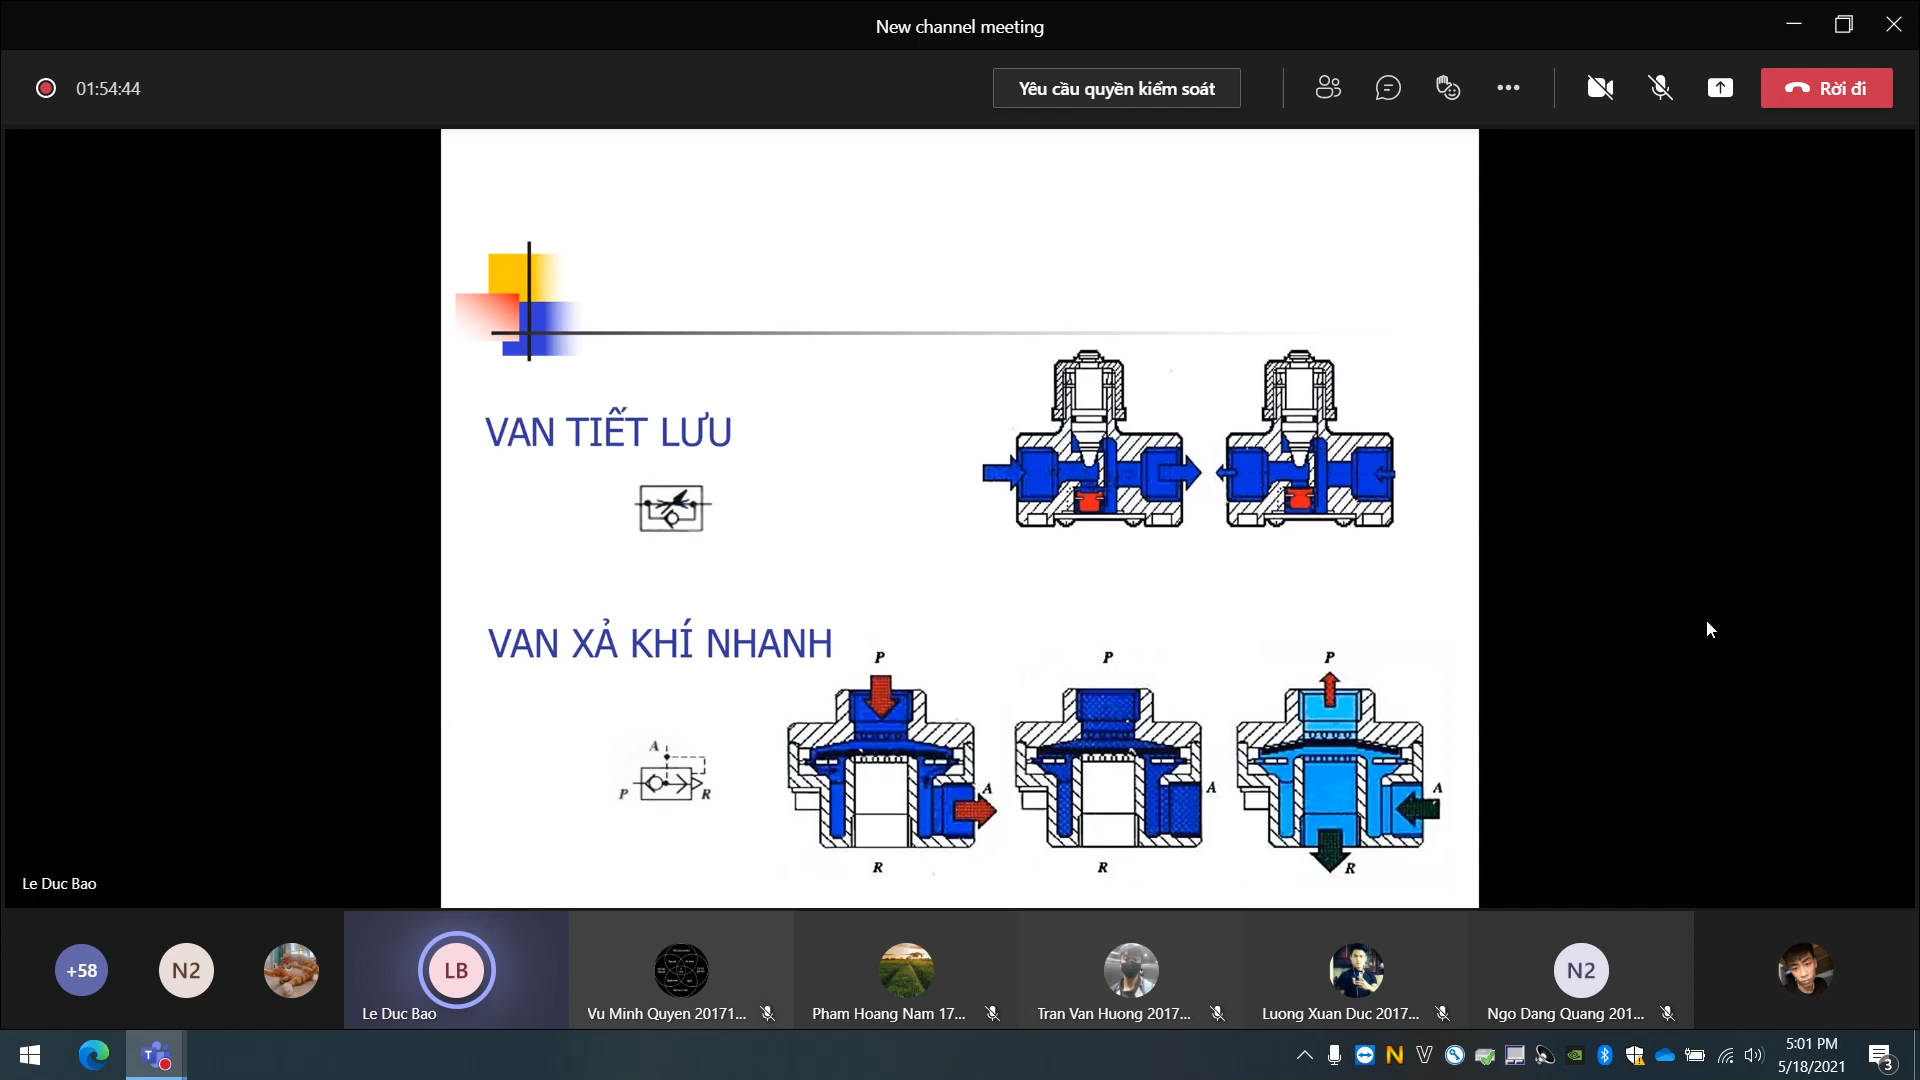 New channel meeting
01:54:44
Yêu cầu quyền kiểm soát
Rời đi
VAN TIẾT LƯU
VAN XẢ KHÍ NHANH
P
P
P
A
P
R
A
A
A
R
R
R
Le Duc Bao
+58
N2
LB
N2
Le Duc Bao
Vu Minh Quyen 20171...
Pham Hoang Nam 17...
Tran Van Huong 2017...
Luong Xuan Duc 2017...
Ngo Dang Quang 201...
5:01 PM
5/18/2021
3